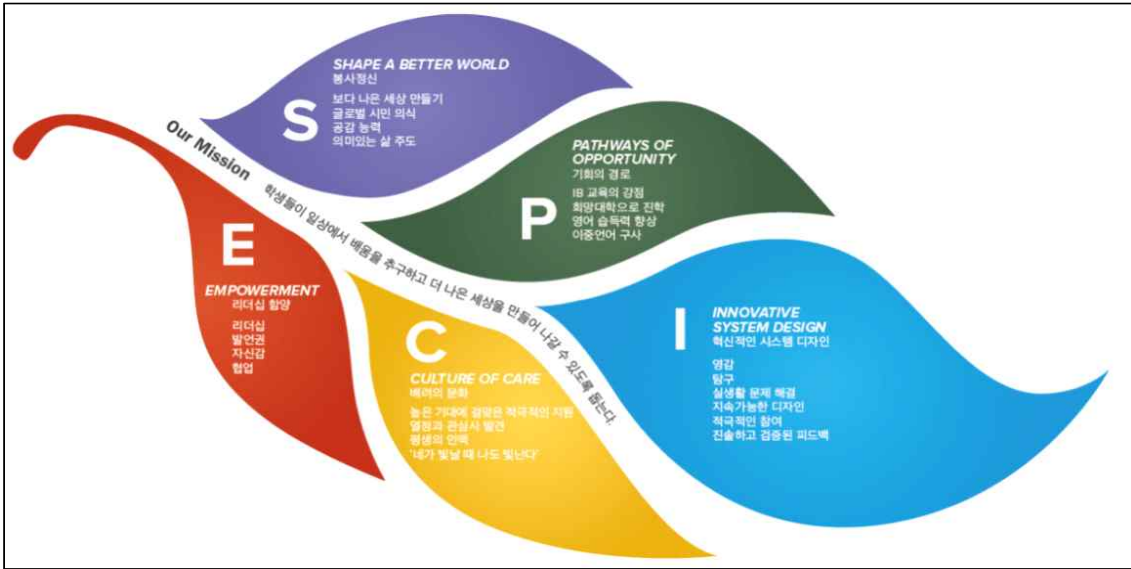 S
SHAPE A BETTER WORLD
봉사정신
보다 나은 세상 만들기
글로벌 시민 의식
공감 능력
의미있는 삶 주도
Our Mission 학생들이 일상에서 배움을 추구하고 더 나은 세상을 만들어 나갈 수 있도록 돕는다.
P
PATHWAYS OF
OPPORTUNITY
기회의 경로
IB 교육의 강점
희망대학으로 진학
영어 습득력 향상
이중언어 구사
E
EMPOWERMENT
리더십 함양
리더십
발언권
자신감
협업
C
CULTURE OF CARE
배려의 문화
높은 기대에 걸맞은 적극적인 지원
열정과 관심사 발견
평생의 인맥
'네가 빛날 때 나도 빛난다'
I
INNOVATIVE
SYSTEM DESIGN
혁신적인 시스템 디자인
영감
탐구
실생활 문제 해결
지속가능한 디자인
적극적인 참여
진솔하고 검증된 피드백